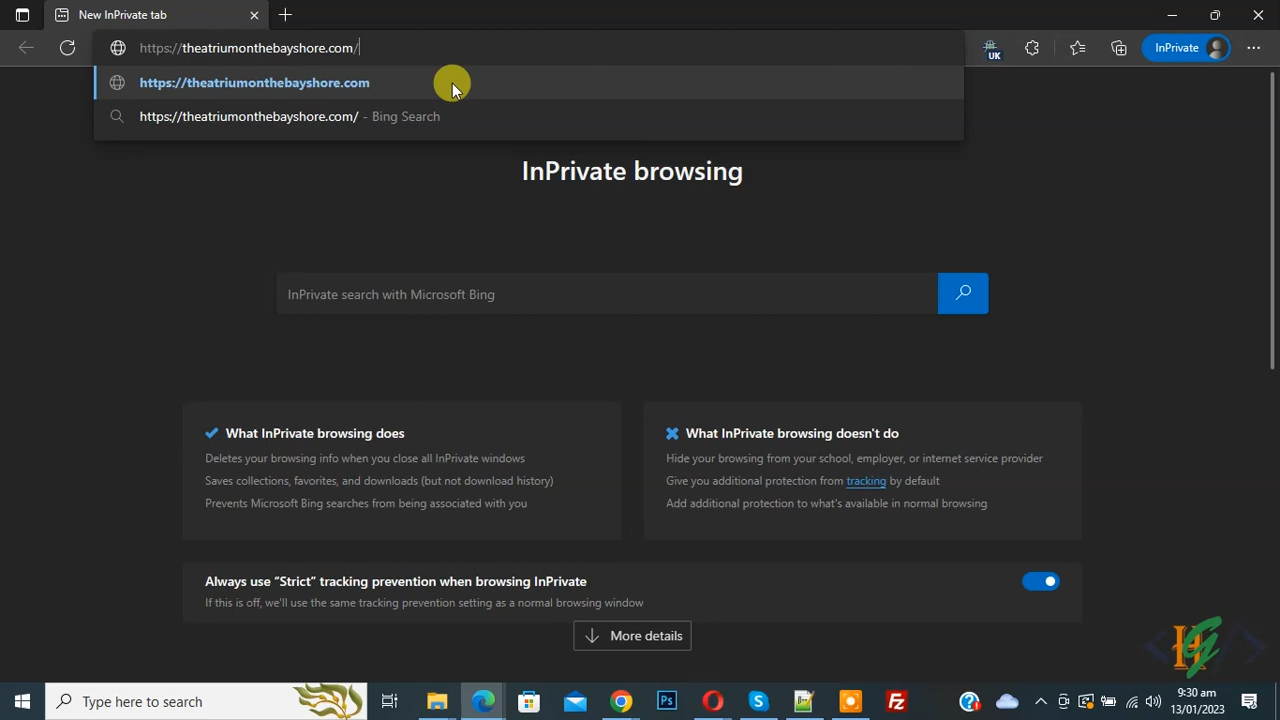 New InPrivate tab
https://theatriumonthebayshore.com/
UK
InPrivate
https://theatriumonthebayshore.com
https://theatriumonthebayshore.com/ - Bing Search
InPrivate browsing
InPrivate search with Microsoft Bing
What InPrivate browsing does
Deletes your browsing info when you close all InPrivate windows
Saves collections, favorites, and downloads (but not download history)
Prevents Microsoft Bing searches from being associated with you
What InPrivate browsing doesn't do
Hide your browsing from your school, employer, or internet service provider
Give you additional protection from tracking by default
Add additional protection to what's available in normal browsing
Always use “Strict” tracking prevention when browsing InPrivate
If this is off, we'll use the same tracking prevention setting as a normal browsing window
More details
HG
Type here to search
Ps
S
Fz
9:30 am
13/01/2023